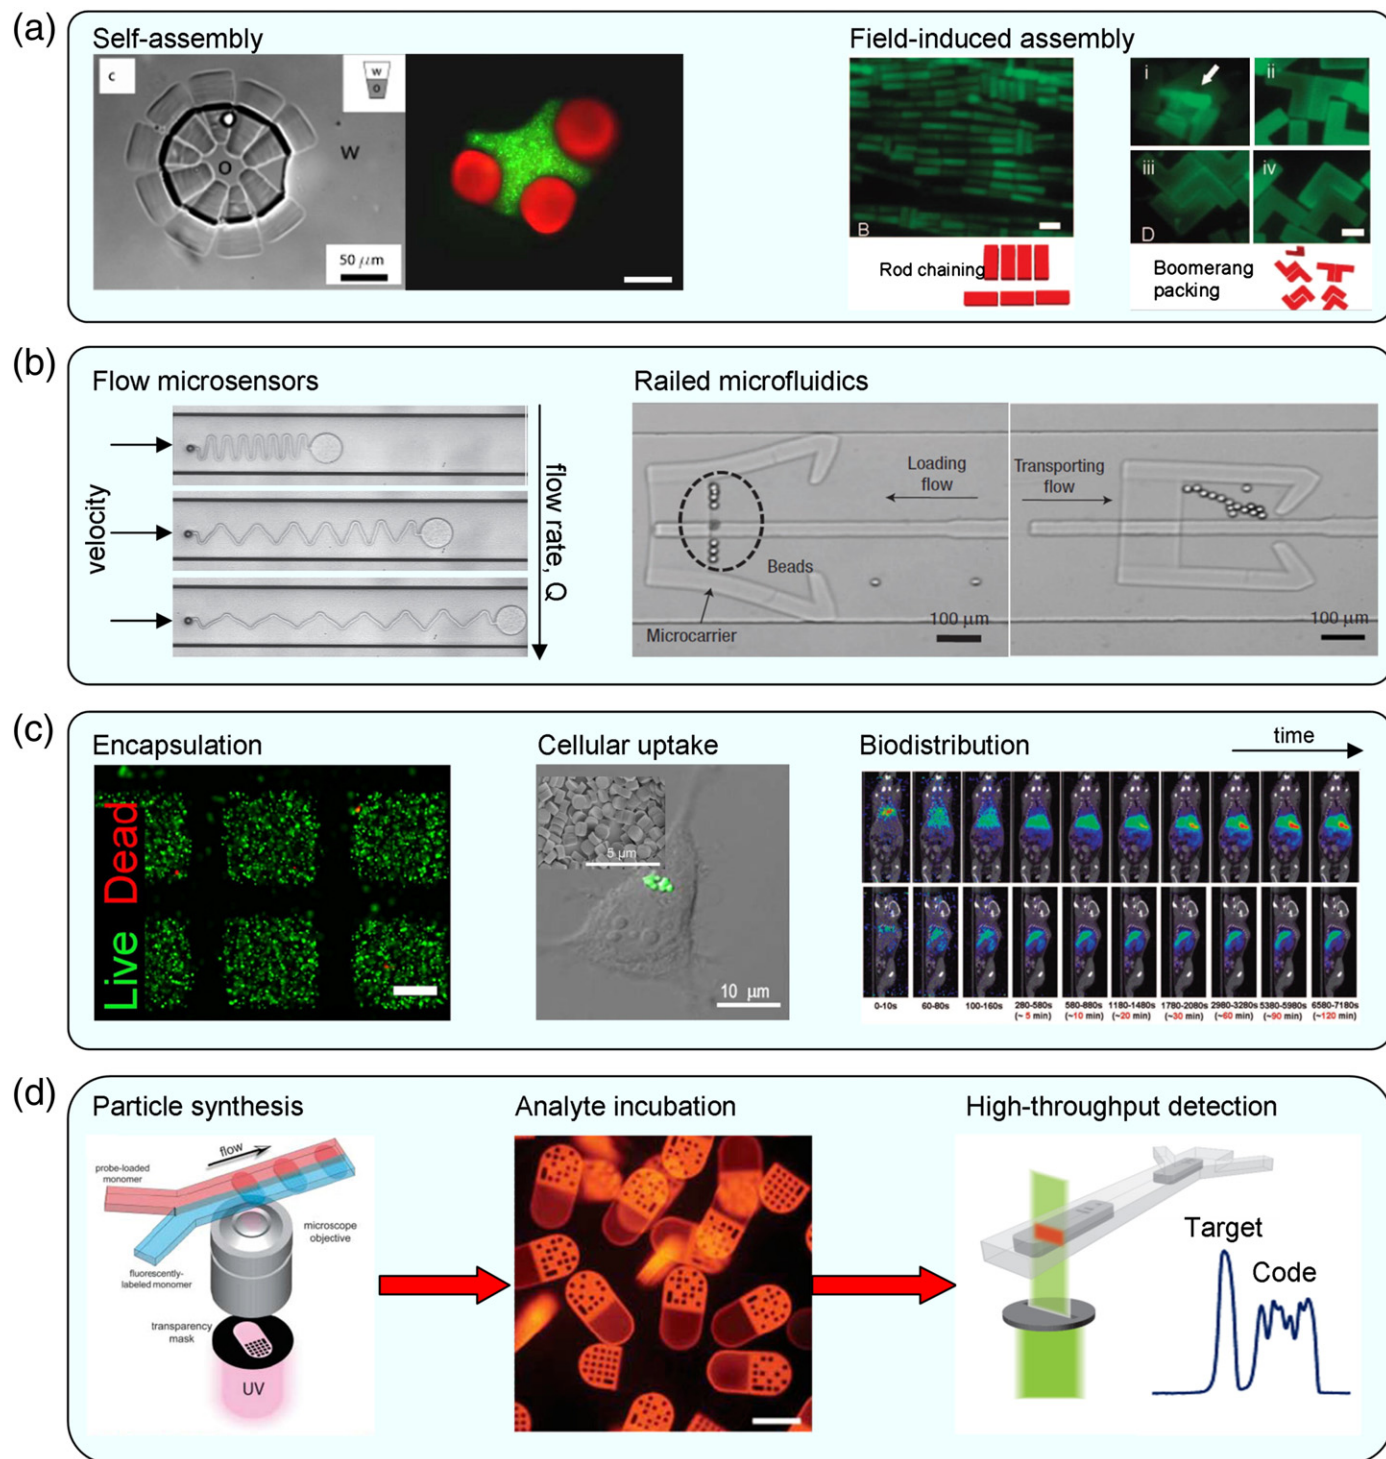 (a)
Self-assembly
Field-induced assembly
c
w
o
W
O
50 μm
B
Rod chaining
i
ii
iii
iv
D
Boomerang
packing
(b)
Flow microsensors
Railed microfluidics
velocity
flow rate, Q
Loading
flow
Beads
Microcarrier
100 μm
Transporting
flow
100 μm
(c)
Encapsulation
Cellular uptake
Biodistribution
time
Live Dead
5 μm
10 μm
0-10s
60-80s
100-160s
280-580s
(~ 5 min)
580-880s
(~10 min)
1180-1480s
(~20 min)
1780-2080s
(~30 min)
2980-3280s
(~60 min)
5380-5980s
(~90 min)
6580-7180s
(~120 min)
(d)
Particle synthesis
Analyte incubation
High-throughput detection
flow
probe-loaded
monomer
microscope
objective
fluorescently-
labeled monomer
transparency
mask
UV
Target
Code